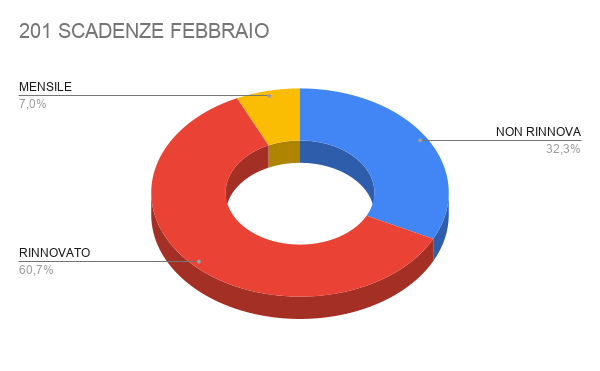 201 SCADENZE FEBBRAIO
MENSILE
7,0%
NON RINNOVA
32,3%
RINNOVATO
60,7%